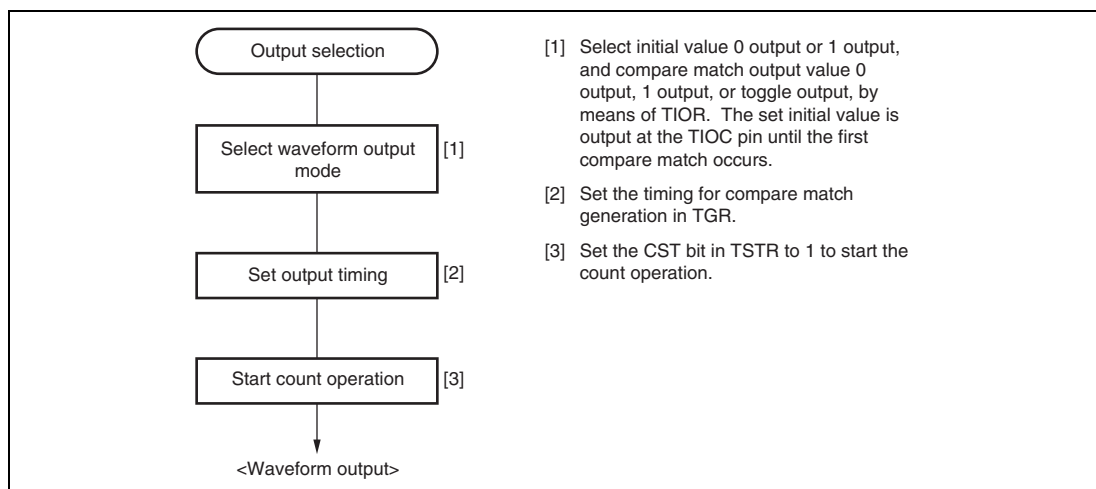 Output selection
Select waveform output
mode
[1]
Set output timing
[2]
Start count operation
[3]
<Waveform output>
[1] Select initial value 0 output or 1 output,
and compare match output value 0
output, 1 output, or toggle output, by
means of TIOR. The set initial value is
output at the TIOC pin until the first
compare match occurs.
[2] Set the timing for compare match
generation in TGR.
[3] Set the CST bit in TSTR to 1 to start the
count operation.